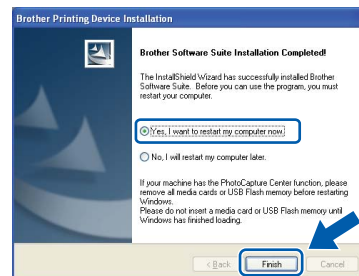 Brother Printing Device Installation
Brother Software Suite Installation Completed!
The InstallShield Wizard has successfully installed Brother
Software Suite. Before you can use the program, you must
restart your computer.
Yes, I want to restart my computer now.
No, I will restart my computer later.
If your machine has the PhotoCapture Center function, please
remove all media cards or USB Flash memory before restarting
Windows.
Please do not insert a media card or USB Flash memory until
Windows has finished loading.
< Back
Finish
Cancel